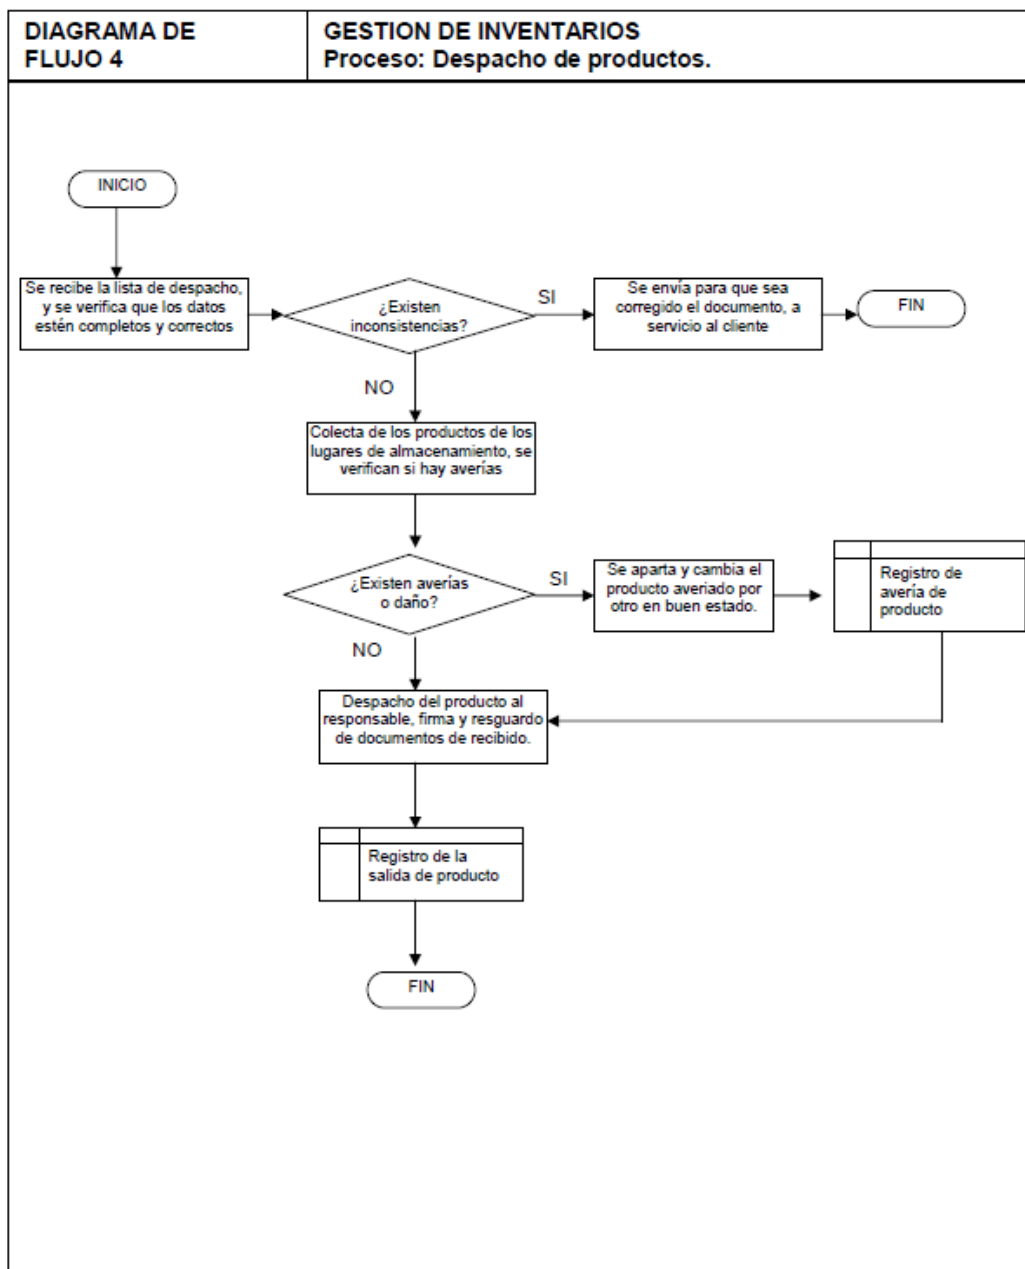 DIAGRAMA DE
FLUJO 4
GESTION DE INVENTARIOS
Proceso: Despacho de productos.
INICIO
Se recibe la lista de despacho,
y se verifica que los datos
estén completos y correctos
¿Existen
inconsistencias?
SI
Se envía para que sea
corregido el documento, a
servicio al cliente
FIN
NO
Colecta de los productos de los
lugares de almacenamiento, se
verifican si hay averías
¿Existen averías
o daño?
SI
Se aparta y cambia el
producto averiado por
otro en buen estado.
Registro de
avería de
producto
NO
Despacho del producto al
responsable, firma y resguardo
de documentos de recibido.
Registro de la
salida de producto
FIN